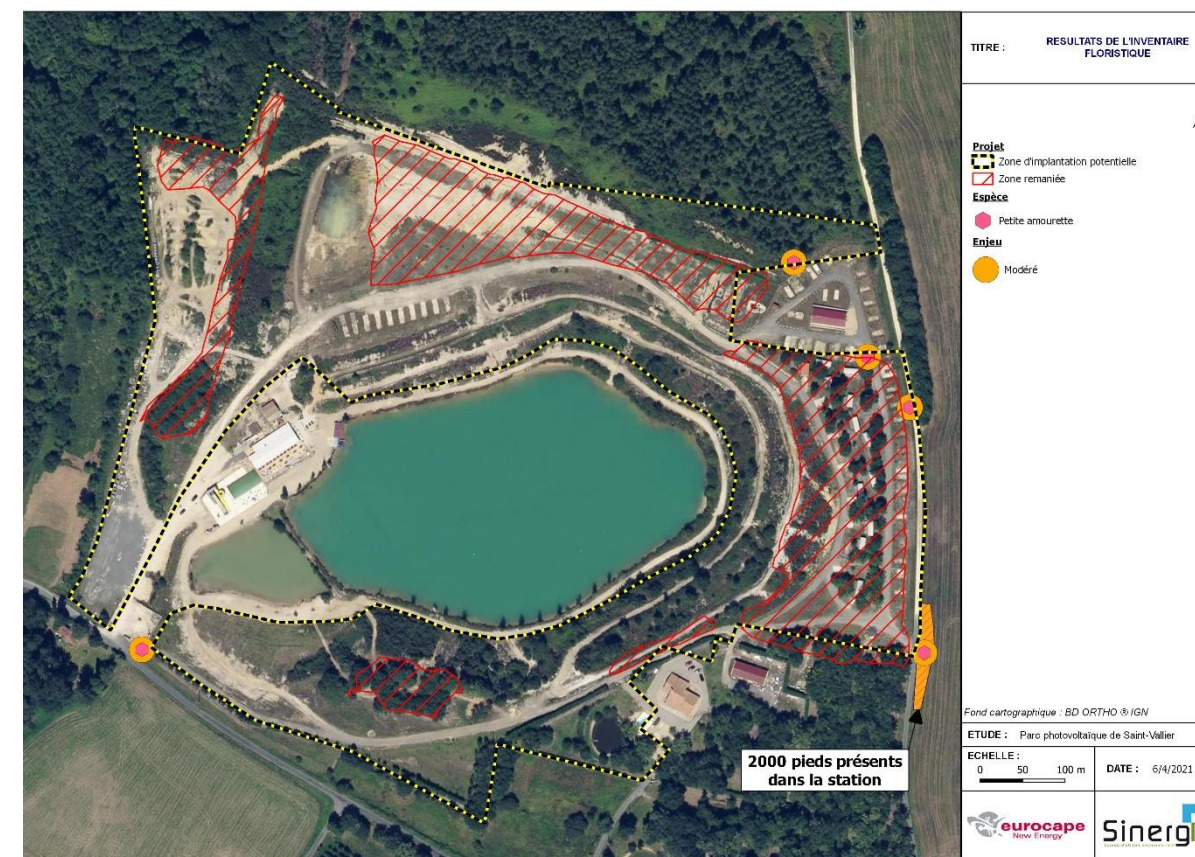 TITRE :
RESULTATS DE L'INVENTAIRE
FLORISTIQUE
Projet
Zone d'implantation potentielle
Zone remaniée
Espèce
Petite amourette
Enjeu
Modéré
2000 pieds présents
dans la station
Fond cartographique : BD ORTHO ® IGN
ETUDE : Parc photovoltaïque de Saint-Vallier
ECHELLE :
0 50 100 m
DATE : 6/4/2021
eurocape
New Energy
Sinerg